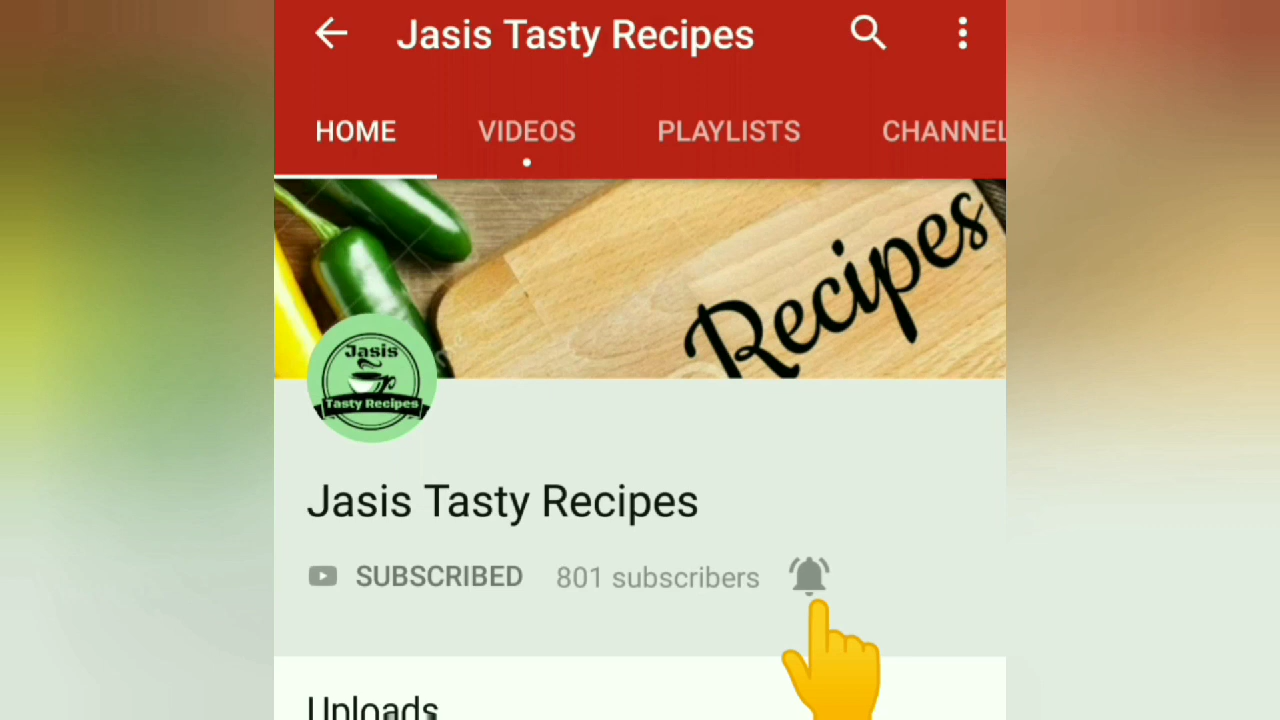 Jasis Tasty Recipes
HOME VIDEOS PLAYLISTS CHANNEL
Recipes
Jasis
Tasty Recipes
Jasis Tasty Recipes
SUBSCRIBED 801 subscribers
Uploads